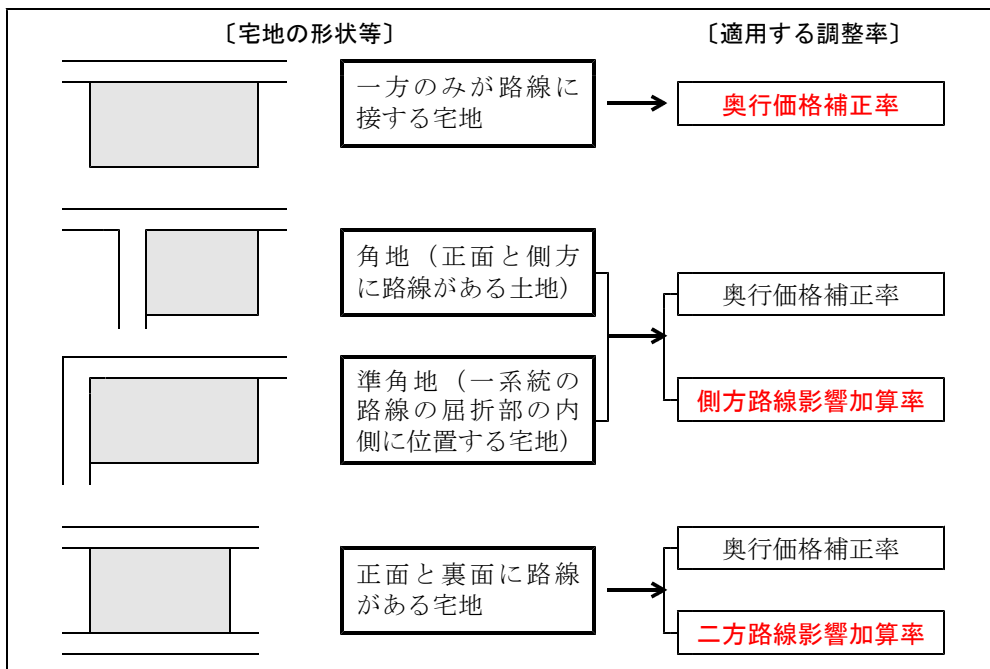 〔宅地の形状等〕
〔適用する調整率〕
一方のみが路線に
接する宅地
奥行価格補正率
角地（正面と側方
に路線がある土地）
奥行価格補正率
準角地（一系統の
路線の屈折部の内
側に位置する宅地）
側方路線影響加算率
正面と裏面に路線
がある宅地
奥行価格補正率
二方路線影響加算率